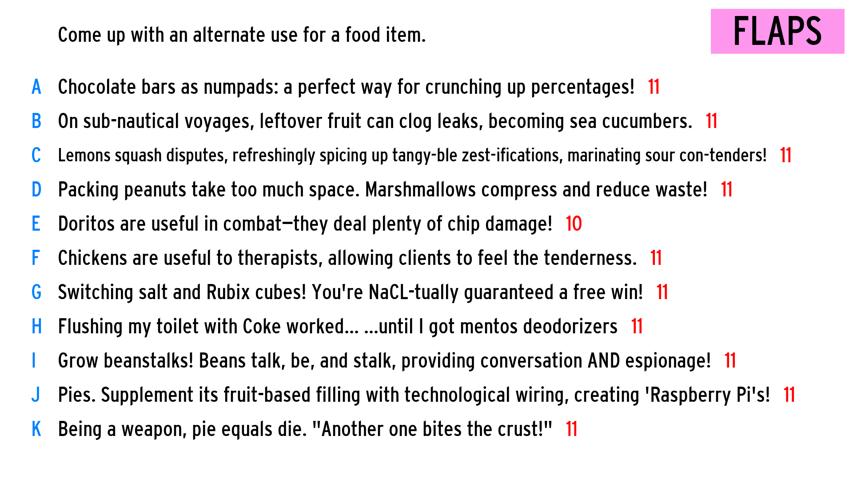 Come up with an alternate use for a food item.
FLAPS
A Chocolate bars as numpads: a perfect way for crunching up percentages! 11
B On sub-nautical voyages, leftover fruit can clog leaks, becoming sea cucumbers. 11
C Lemons squash disputes, refreshingly spicing up tangy-ble zest-ifications, marinating sour con-tenders! 11
D Packing peanuts take too much space. Marshmallows compress and reduce waste! 11
E Doritos are useful in combat—they deal plenty of chip damage! 10
F Chickens are useful to therapists, allowing clients to feel the tenderness. 11
G Switching salt and Rubix cubes! You're NaCL-tually guaranteed a free win! 11
H Flushing my toilet with Coke worked... ...until I got mentos deodorizers 11
I Grow beanstalks! Beans talk, be, and stalk, providing conversation AND espionage! 11
J Pies. Supplement its fruit-based filling with technological wiring, creating 'Raspberry Pi's! 11
K Being a weapon, pie equals die. "Another one bites the crust!" 11